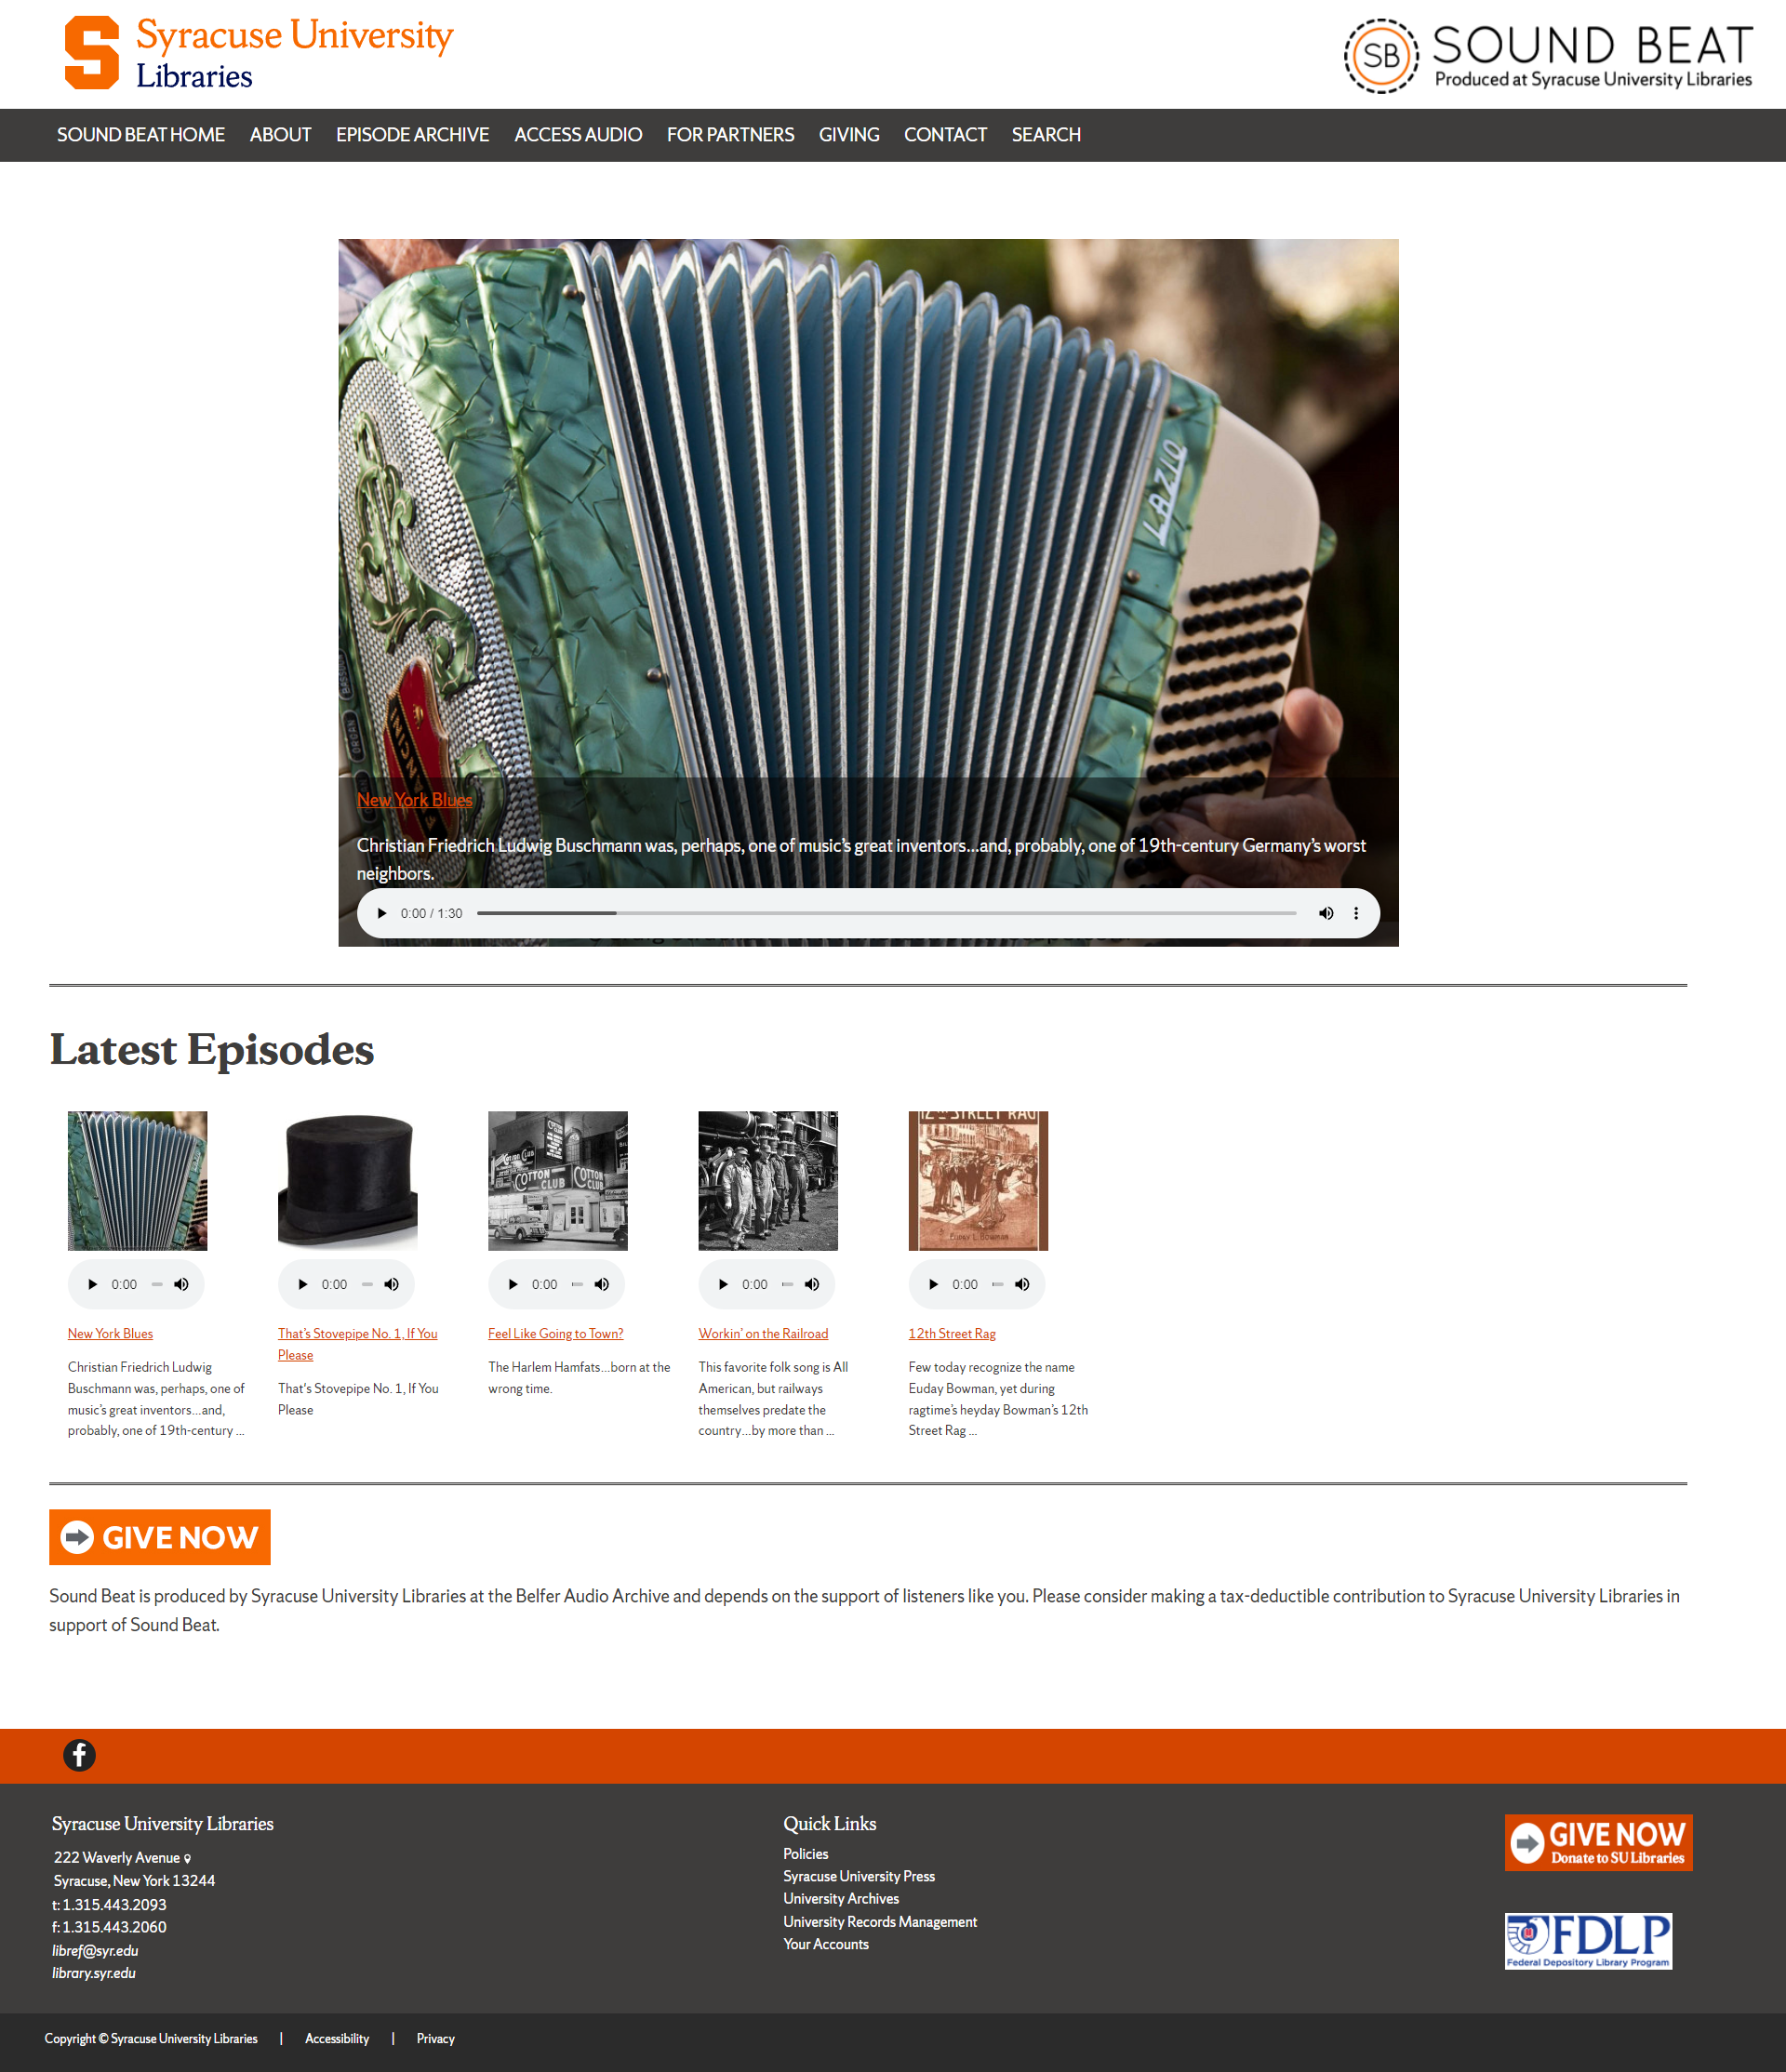 Syracuse University
Libraries
SB
SOUND BEAT
Produced at Syracuse University Libraries
SOUND BEAT HOME
ABOUT
EPISODE ARCHIVE
ACCESS AUDIO
FOR PARTNERS
GIVING
CONTACT
SEARCH
LAZIO
New York Blues
Christian Friedrich Ludwig Buschmann was, perhaps, one of music’s great inventors…and, probably, one of 19th-century Germany’s worst
neighbors.
0:00 / 1:30
Latest Episodes
COTTON
CLUB
COTTON
CLUB
12TH STREET RAG
Euday L. Bowman
0:00
0:00
0:00
0:00
0:00
New York Blues
Christian Friedrich Ludwig
Buschmann was, perhaps, one of
music’s great inventors…and,
probably, one of 19th-century ...
That’s Stovepipe No. 1, If You
Please
That's Stovepipe No. 1, If You
Please
Feel Like Going to Town?
The Harlem Hamfats…born at the
wrong time.
Workin’ on the Railroad
This favorite folk song is All
American, but railways
themselves predate the
country…by more than ...
12th Street Rag
Few today recognize the name
Euday Bowman, yet during
ragtime’s heyday Bowman’s 12th
Street Rag ...
GIVE NOW
Sound Beat is produced by Syracuse University Libraries at the Belfer Audio Archive and depends on the support of listeners like you. Please consider making a tax-deductible contribution to Syracuse University Libraries in
support of Sound Beat.
Syracuse University Libraries
222 Waverly Avenue
Syracuse, New York 13244
t: 1.315.443.2093
f: 1.315.443.2060
libref@syr.edu
library.syr.edu
Quick Links
Policies
Syracuse University Press
University Archives
University Records Management
Your Accounts
GIVE NOW
Donate to SU Libraries
FDLP
Federal Depository Library Program
Copyright © Syracuse University Libraries | Accessibility | Privacy